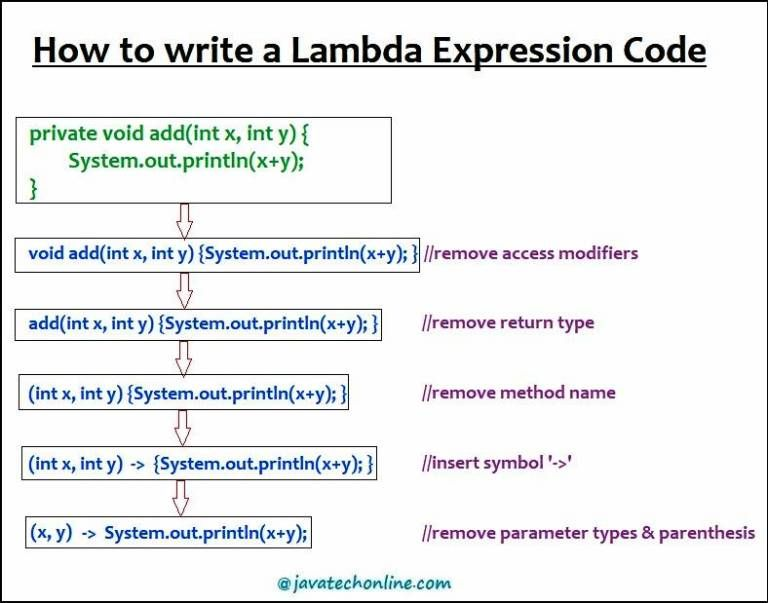 How to write a Lambda Expression Code
private void add(int x, int y) {
System.out.println(x+y);
}
void add(int x, int y) {System.out.println(x+y); } //remove access modifiers
add(int x, int y) {System.out.println(x+y); } //remove return type
(int x, int y) {System.out.println(x+y); } //remove method name
(int x, int y) -> {System.out.println(x+y); } //insert symbol '->'
(x, y) -> System.out.println(x+y); //remove parameter types & parenthesis
@javatechonline.com